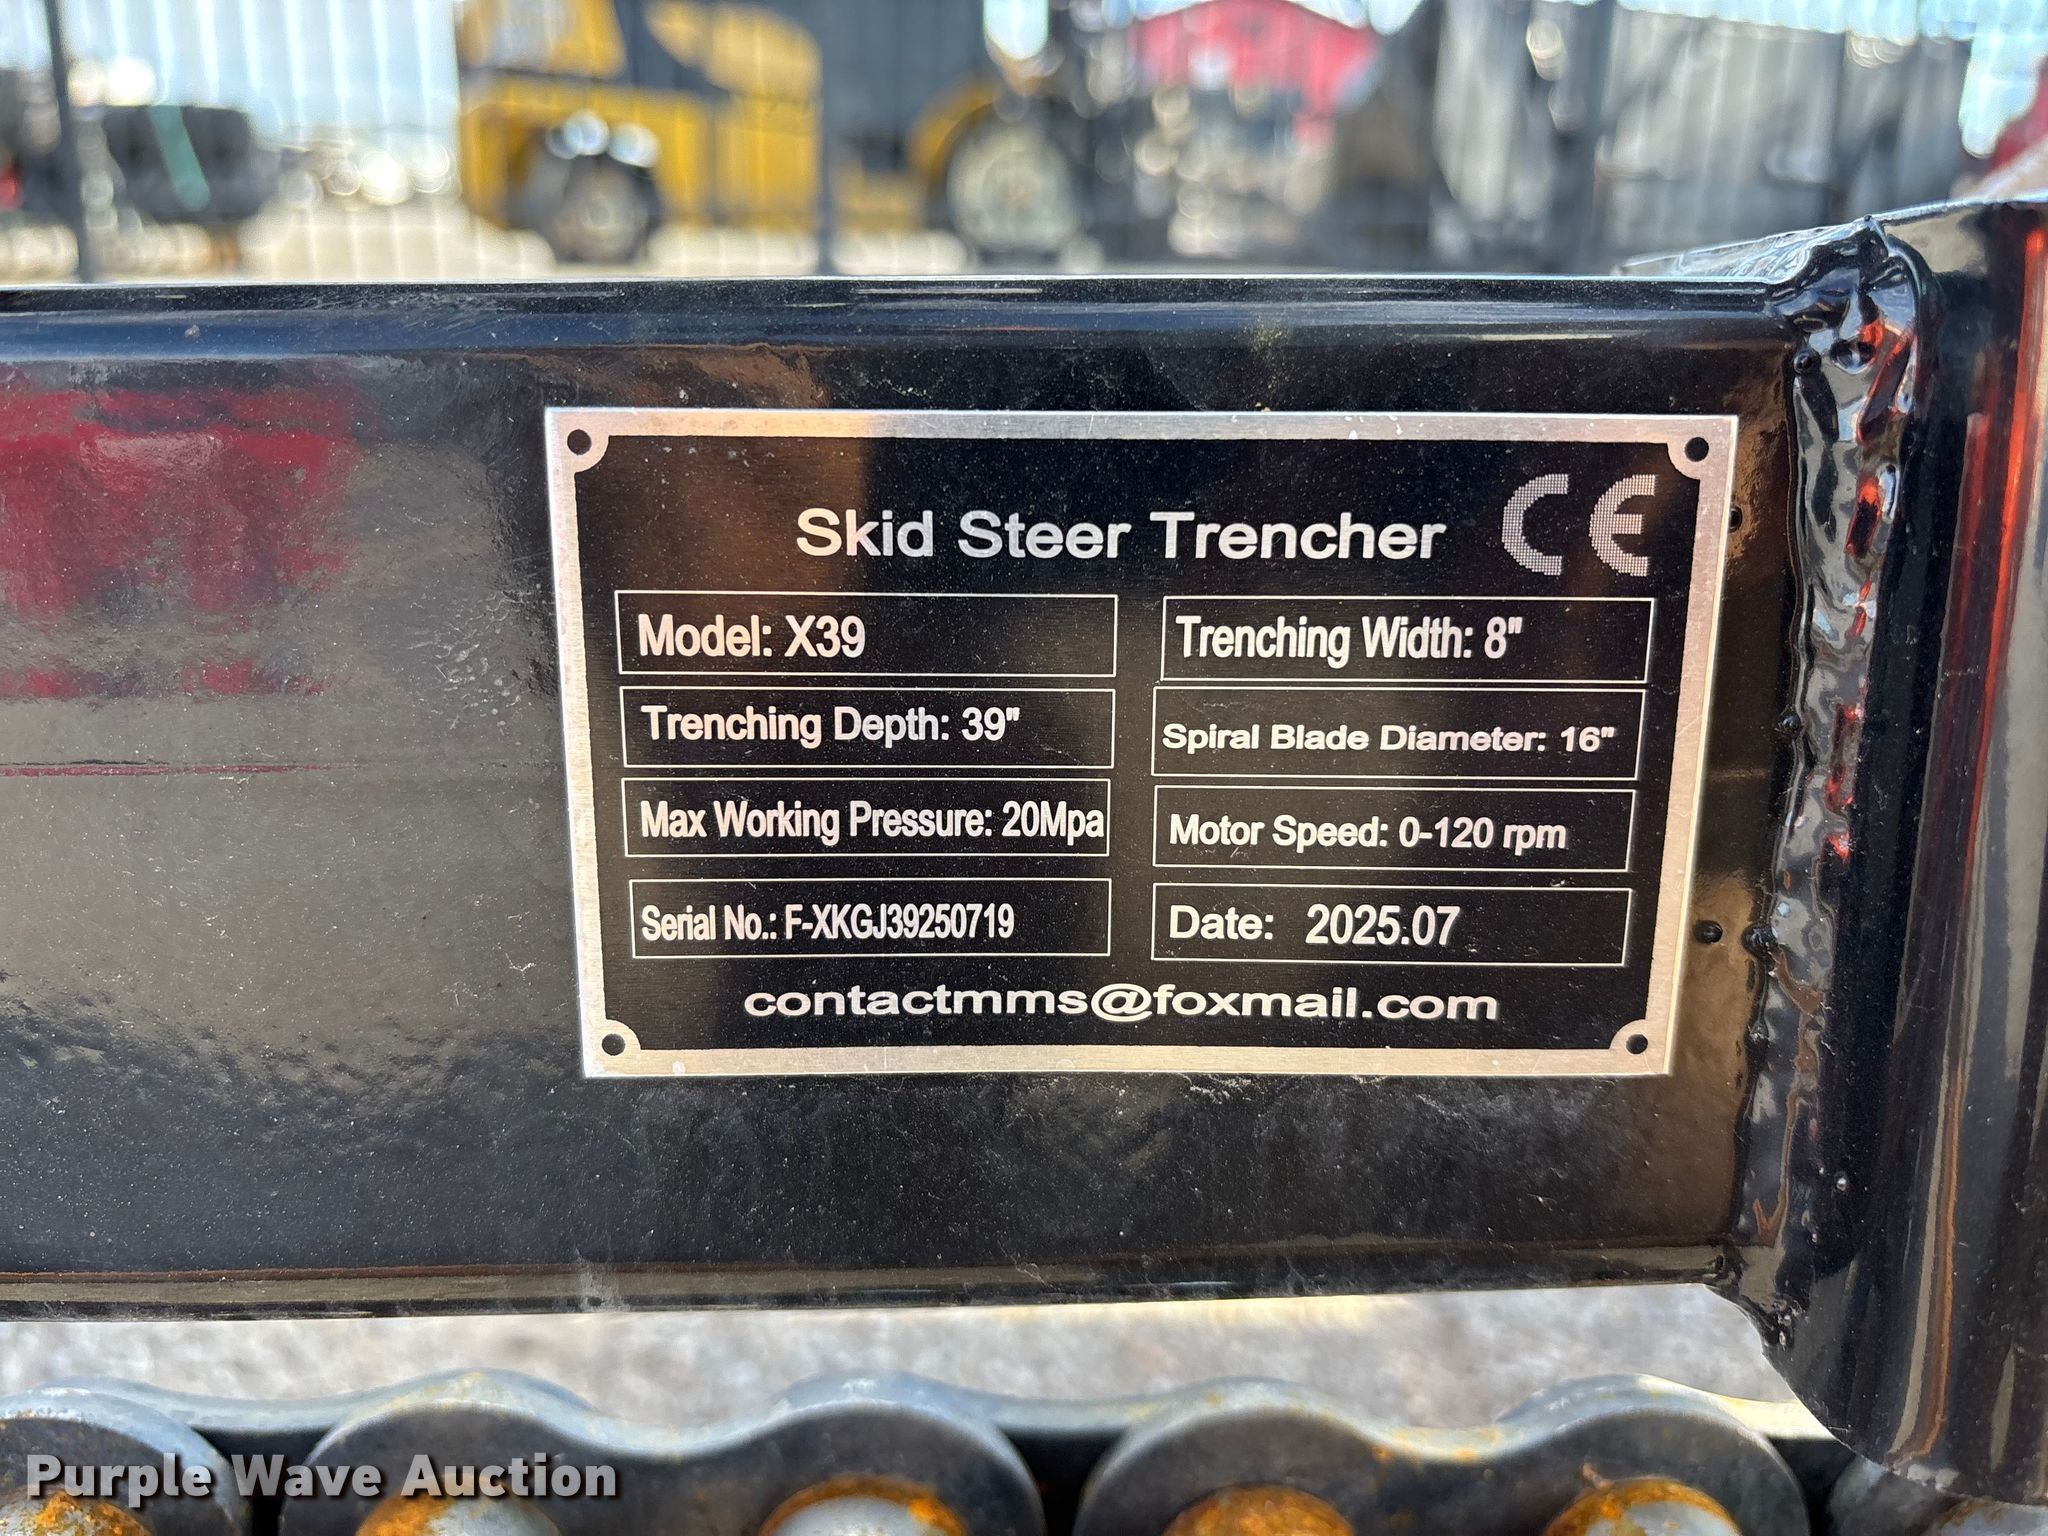 Skid Steer Trencher CE
Model: X39
Trenching Width: 8"
Trenching Depth: 39"
Spiral Blade Diameter: 16"
Max Working Pressure: 20Mpa
Motor Speed: 0-120 rpm
Serial No.: F-XKGJ39250719
Date: 2025.07
contactmms@foxmail.com
Purple Wave Auction